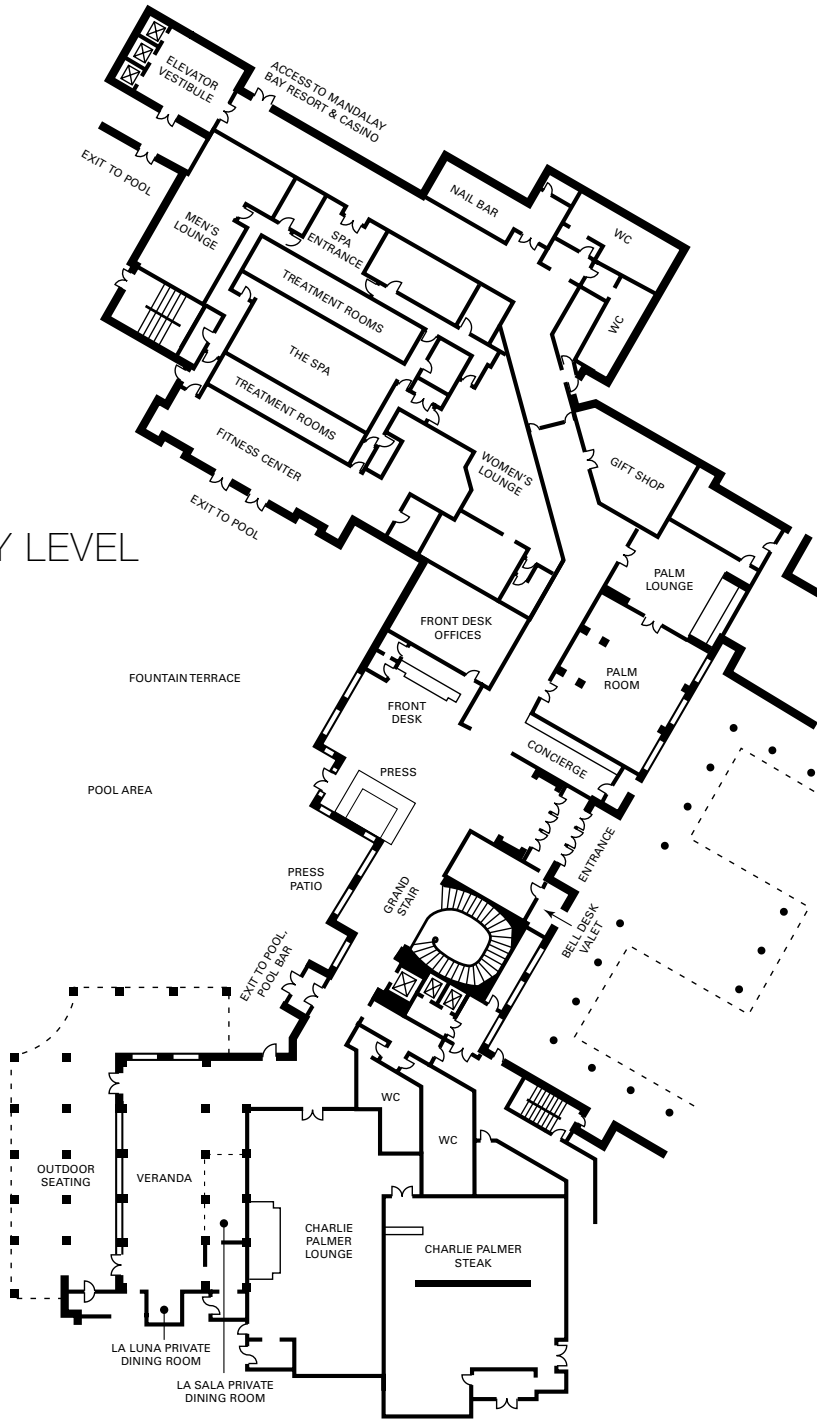 ELEVATOR
VESTIBULE
ACCESS TO MANDALAY
BAY RESORT & CASINO
EXIT TO POOL
NAIL BAR
WC
MEN'S
LOUNGE
SPA
ENTRANCE
TREATMENT ROOMS
WC
THE SPA
TREATMENT ROOMS
FITNESS CENTER
WOMEN'S
LOUNGE
GIFT SHOP
EXIT TO POOL
Y LEVEL
PALM
LOUNGE
FRONT DESK
OFFICES
FOUNTAIN TERRACE
PALM
ROOM
FRONT
DESK
CONCIERGE
PRESS
POOL AREA
ENTRANCE
PRESS
PATIO
GRAND
STAIR
BELL DESK
VALET
EXIT TO POOL,
POOL BAR
WC
WC
OUTDOOR
SEATING
VERANDA
CHARLIE
PALMER
LOUNGE
CHARLIE PALMER
STEAK
LA LUNA PRIVATE
DINING ROOM
LA SALA PRIVATE
DINING ROOM